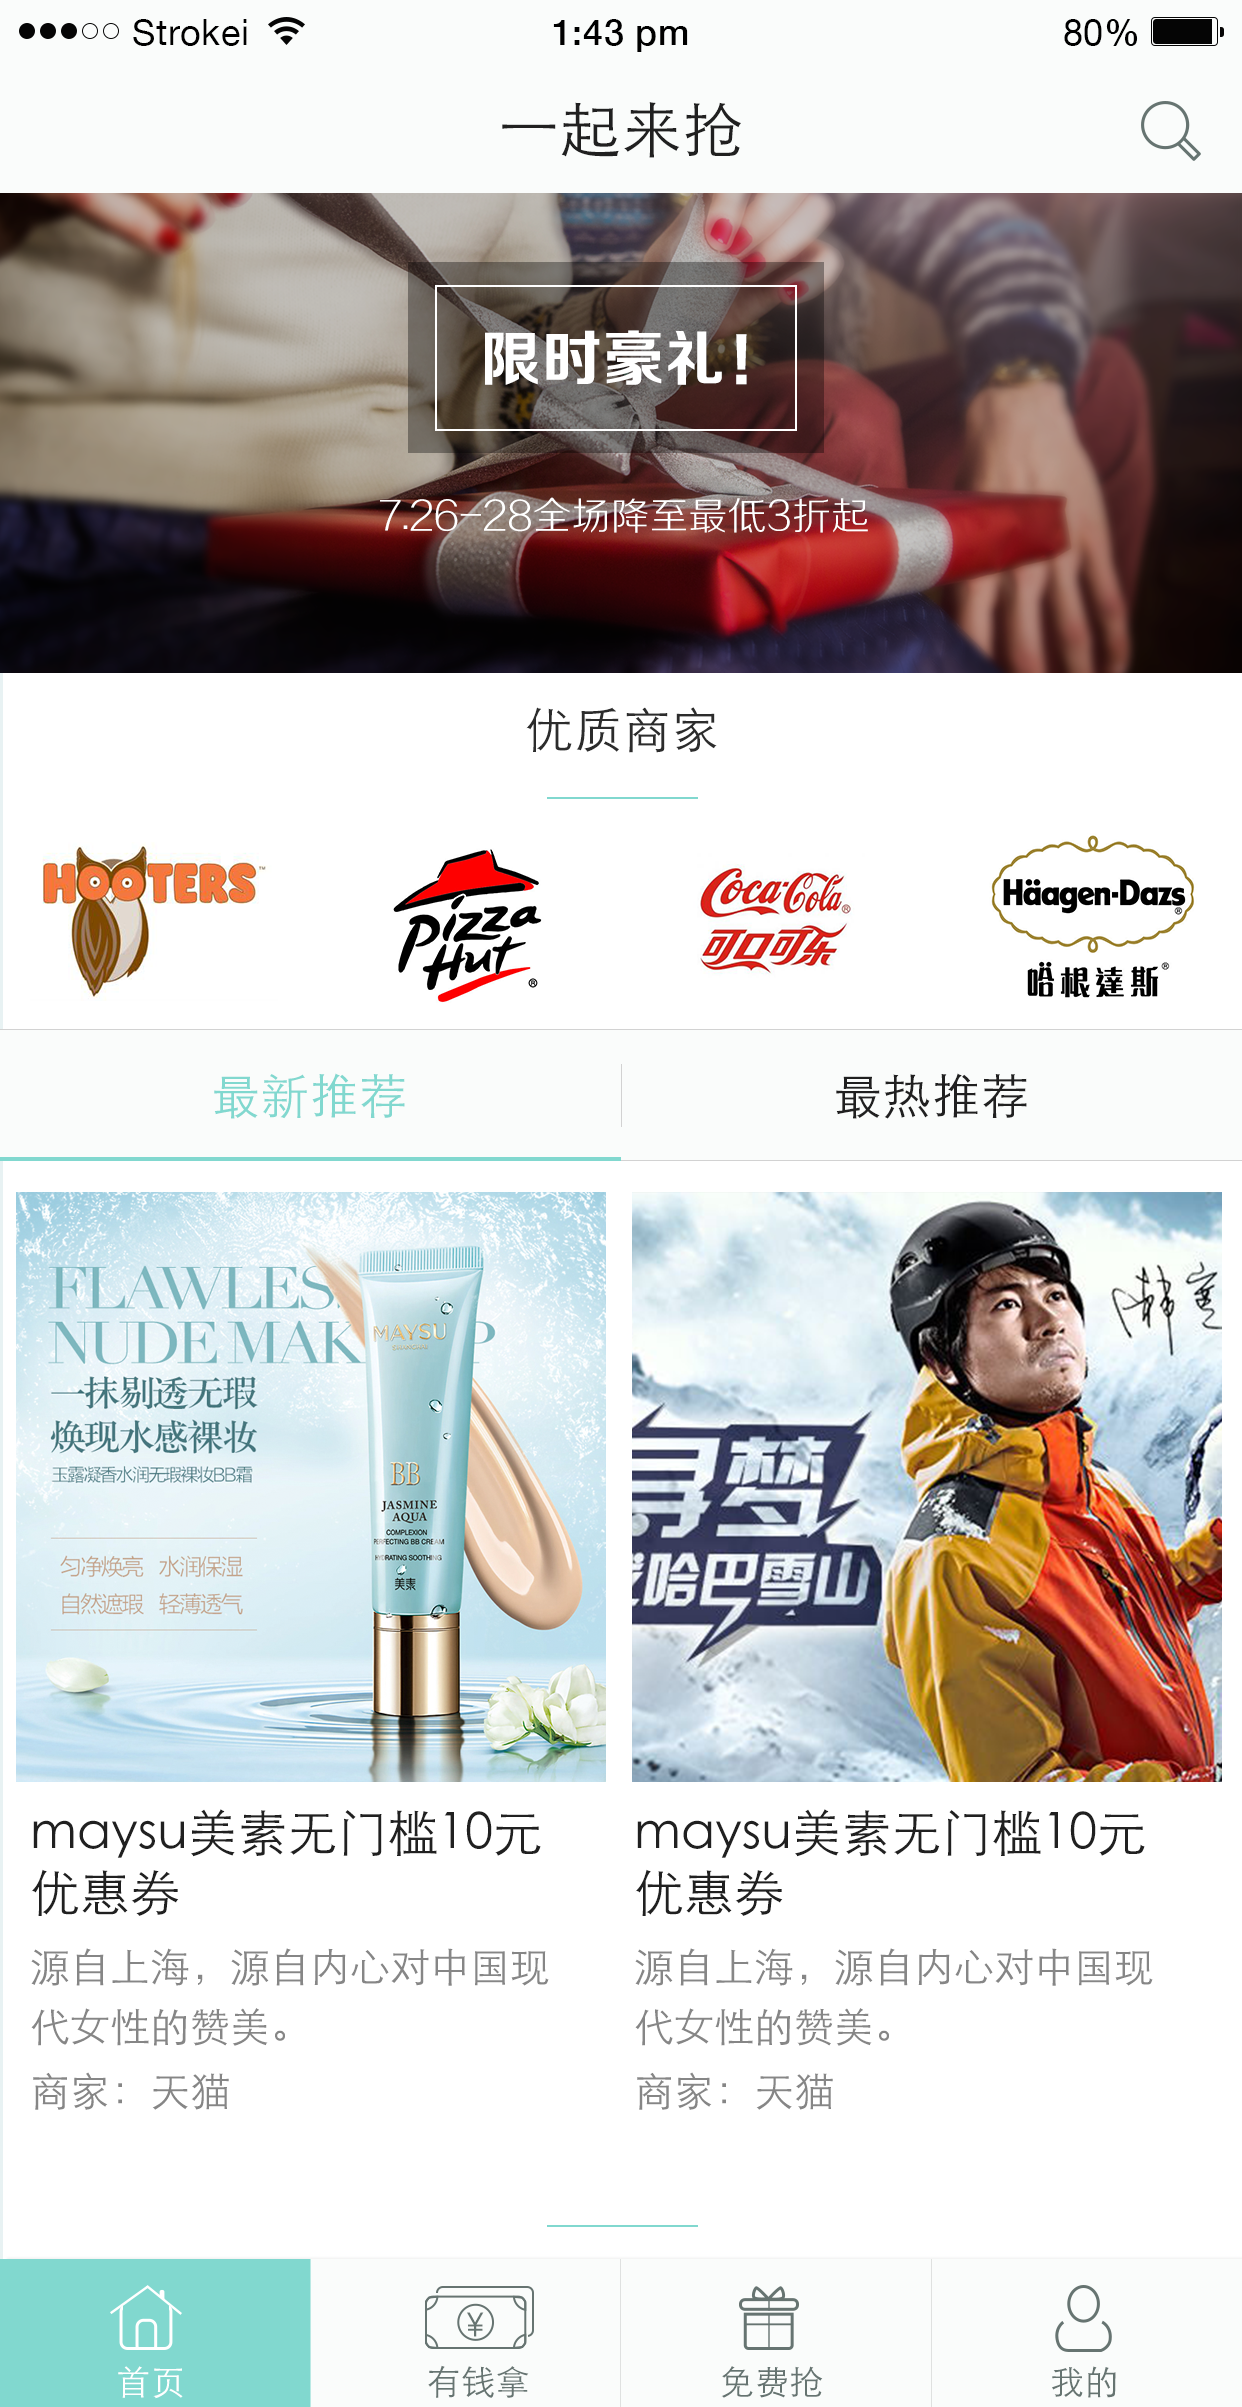 Strokei
1:43 pm
80%
一起来抢
限时豪礼!
7.26-28全场降至最低3折起
优质商家
HOOTERS™
Pizza Hut®
Coca-Cola®
可口可乐
Häagen-Dazs®
哈根達斯®
最新推荐
最热推荐
FLAWLES
NUDE MAK P
一抹剔透无瑕
焕现水感裸妆
玉露凝香水润无瑕裸妆BB霜
匀净焕亮 水润保湿
自然遮瑕 轻薄透气
MAYSU
BB
JASMINE
AQUA
COMPLEXION
PERFECTING BB CREAM
HYDRATING SOOTHING
美素
韩寒
寻梦
哈巴雪山
maysu美素无门槛10元
优惠券
源自上海，源自内心对中国现
代女性的赞美。
商家：天猫
maysu美素无门槛10元
优惠券
源自上海，源自内心对中国现
代女性的赞美。
商家：天猫
首页
有钱拿
免费抢
我的